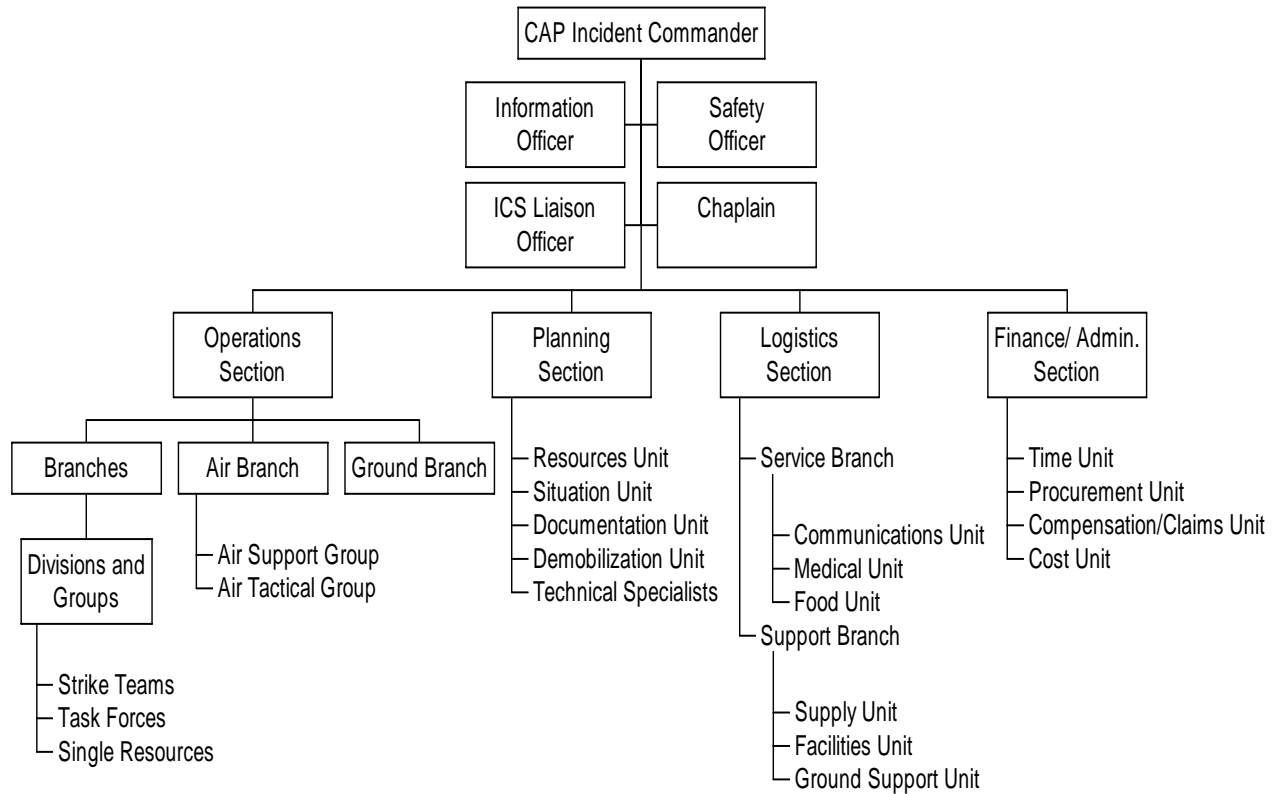 CAP Incident Commander
Information
Officer
Safety
Officer
ICS Liaison
Officer
Chaplain
Operations
Section
Planning
Section
Logistics
Section
Finance/ Admin.
Section
Branches
Air Branch
Ground Branch
Divisions and
Groups
Strike Teams
Task Forces
Single Resources
Air Support Group
Air Tactical Group
Resources Unit
Situation Unit
Documentation Unit
Demobilization Unit
Technical Specialists
Service Branch
Communications Unit
Medical Unit
Food Unit
Support Branch
Supply Unit
Facilities Unit
Ground Support Unit
Time Unit
Procurement Unit
Compensation/Claims Unit
Cost Unit